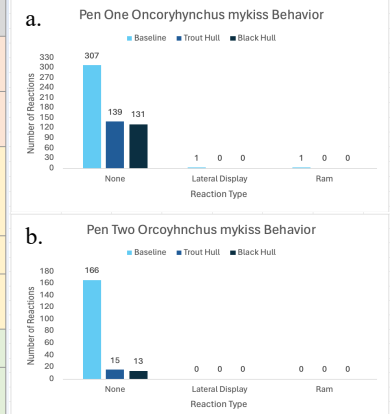 a.
Pen One Oncoryhynchus mykiss Behavior
Baseline Trout Hull Black Hull
Number of Reactions
330
300
270
240
210
180
150
120
90
60
30
0
307
139 131
1 0 0
1 0 0
None Lateral Display Ram
Reaction Type
b.
Pen Two Orcoyhnchus mykiss Behavior
Baseline Trout Hull Black Hull
Number of Reactions
180
160
140
120
100
80
60
40
20
0
166
15 13
0 0 0
0 0 0
None Lateral Display Ram
Reaction Type